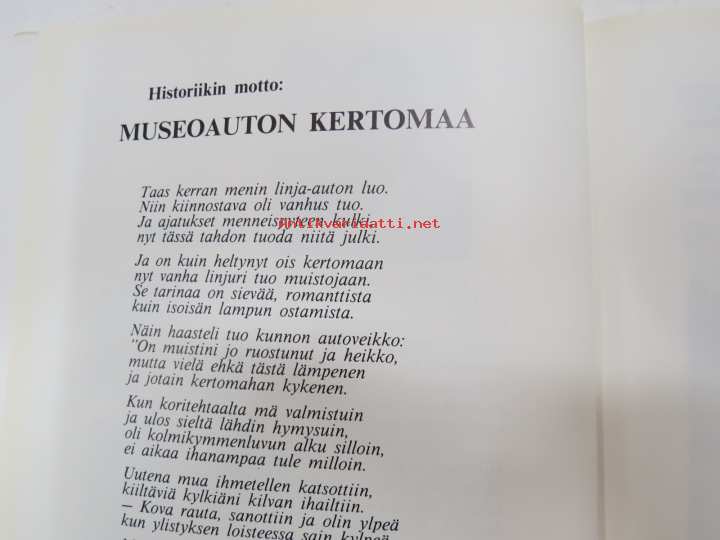 Historiikin motto:
MUSEOAUTON KERTOMAA
Taas kerran menin linja-auton luo.
Niin kiinnostava oli vanhus tuo.
Ja ajatukset menneisyyteen kulki,
antikvariaatti.net
nyt tässä tahdon tuoda niitä julki.
Ja on kuin heltynyt ois kertomaan
nyt vanha linjuri tuo muistojaan.
Se tarinaa on sievää, romanttista
kuin isoisän lampun ostamista.
Näin haasteli tuo kunnon autoveikko:
"On muistini jo ruostunut ja heikko,
mutta vielä ehkä tästä lämpenen
ja jotain kertomahan kykenen.
Kun koritehtaalta mä valmistuin
ja ulos sieltä lähdin hymysuin,
oli kolmikymmenluvun alku silloin,
ei aikaa ihanampaa tule milloin.
Uutena mua ihmetellen katsottiin,
kiiltäviä kylkiäni kilvan ihailtiin.
— Kova rauta, sanottiin ja olin ylpeä
kun ylistyksen loisteessa sain kylpeä